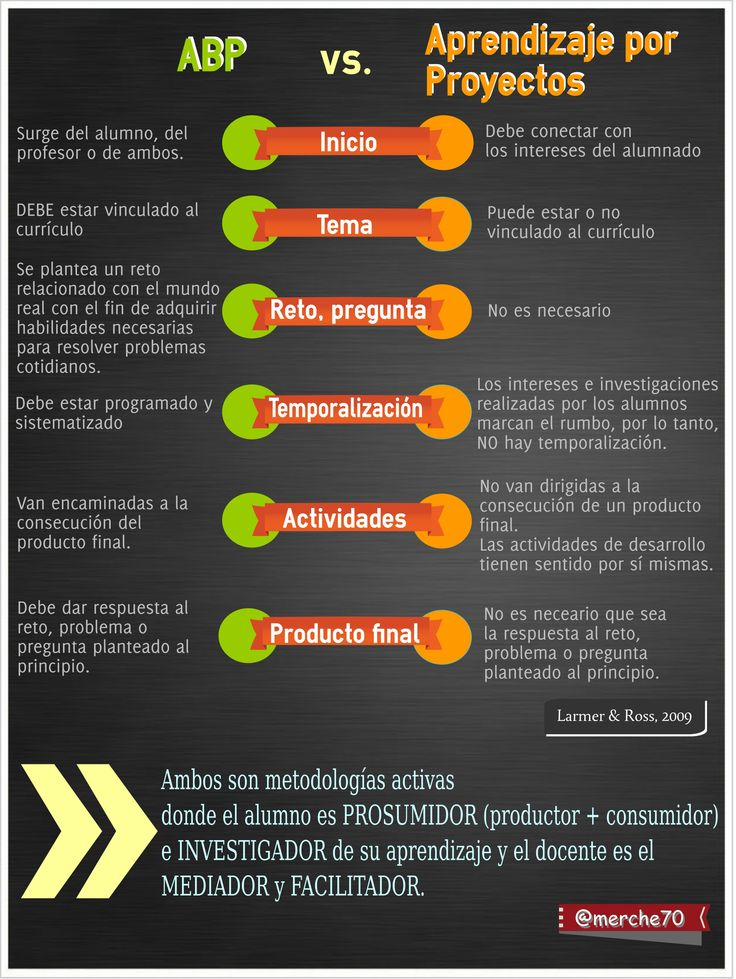 ABP vs. Aprendizaje por
Proyectos
Surge del alumno, del
profesor o de ambos.
Inicio
Debe conectar con
los intereses del alumnado
DEBE estar vinculado al
currículo
Tema
Puede estar o no
vinculado al currículo
Se plantea un reto
relacionado con el mundo
real con el fin de adquirir
habilidades necesarias
para resolver problemas
cotidianos.
Reto, pregunta
No es necesario
Debe estar programado y
sistematizado
Temporalización
Los intereses e investigaciones
realizadas por los alumnos
marcan el rumbo, por lo tanto,
NO hay temporalización.
Van encaminadas a la
consecución del
producto final.
Actividades
No van dirigidas a la
consecución de un producto
final.
Las actividades de desarrollo
tienen sentido por sí mismas.
Debe dar respuesta al
reto, problema o
pregunta planteado al
principio.
Producto final
No es neceario que sea
la respuesta al reto,
problema o pregunta
planteado al principio.
Larmer & Ross, 2009
Ambos son metodologías activas
donde el alumno es PROSUMIDOR (productor + consumidor)
e INVESTIGADOR de su aprendizaje y el docente es el
MEDIADOR y FACILITADOR.
@merche70